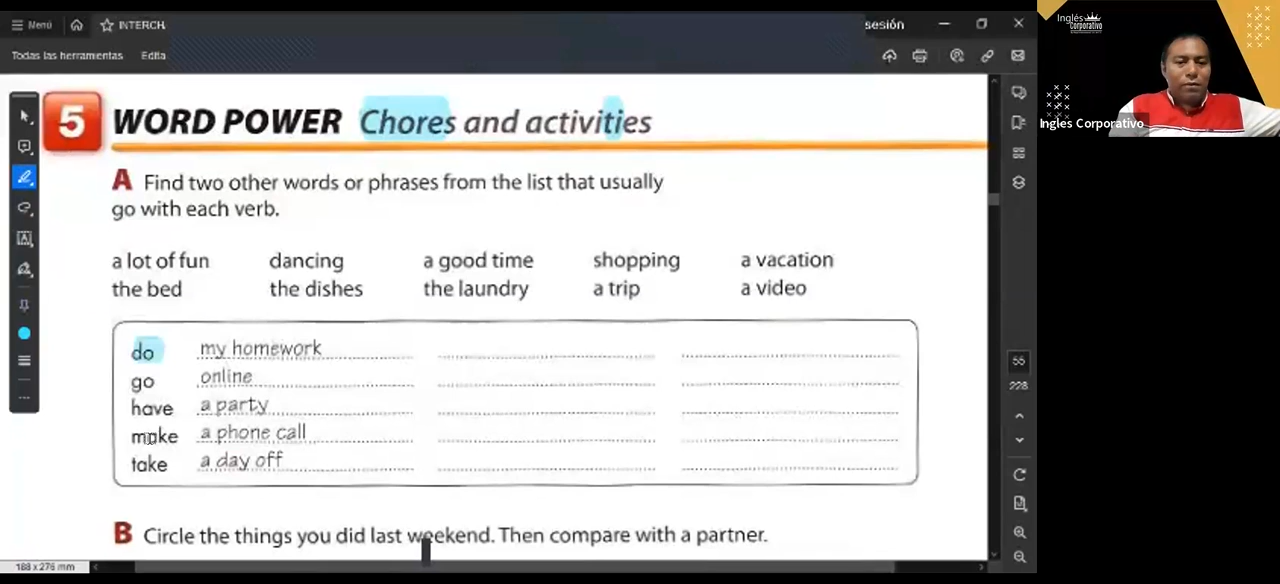 Menú
INTERCH
sesión
Todas las herramientas
Edita
5 WORD POWER Chores and activities
A Find two other words or phrases from the list that usually
go with each verb.
a lot of fun dancing a good time shopping a vacation
the bed the dishes the laundry a trip a video
do my homework
go online
have a party
make a phone call
take a day off
B Circle the things you did last weekend. Then compare with a partner.
188 x 276 mm
55
228
Inglés
Corporativo
Ingles Corporativo